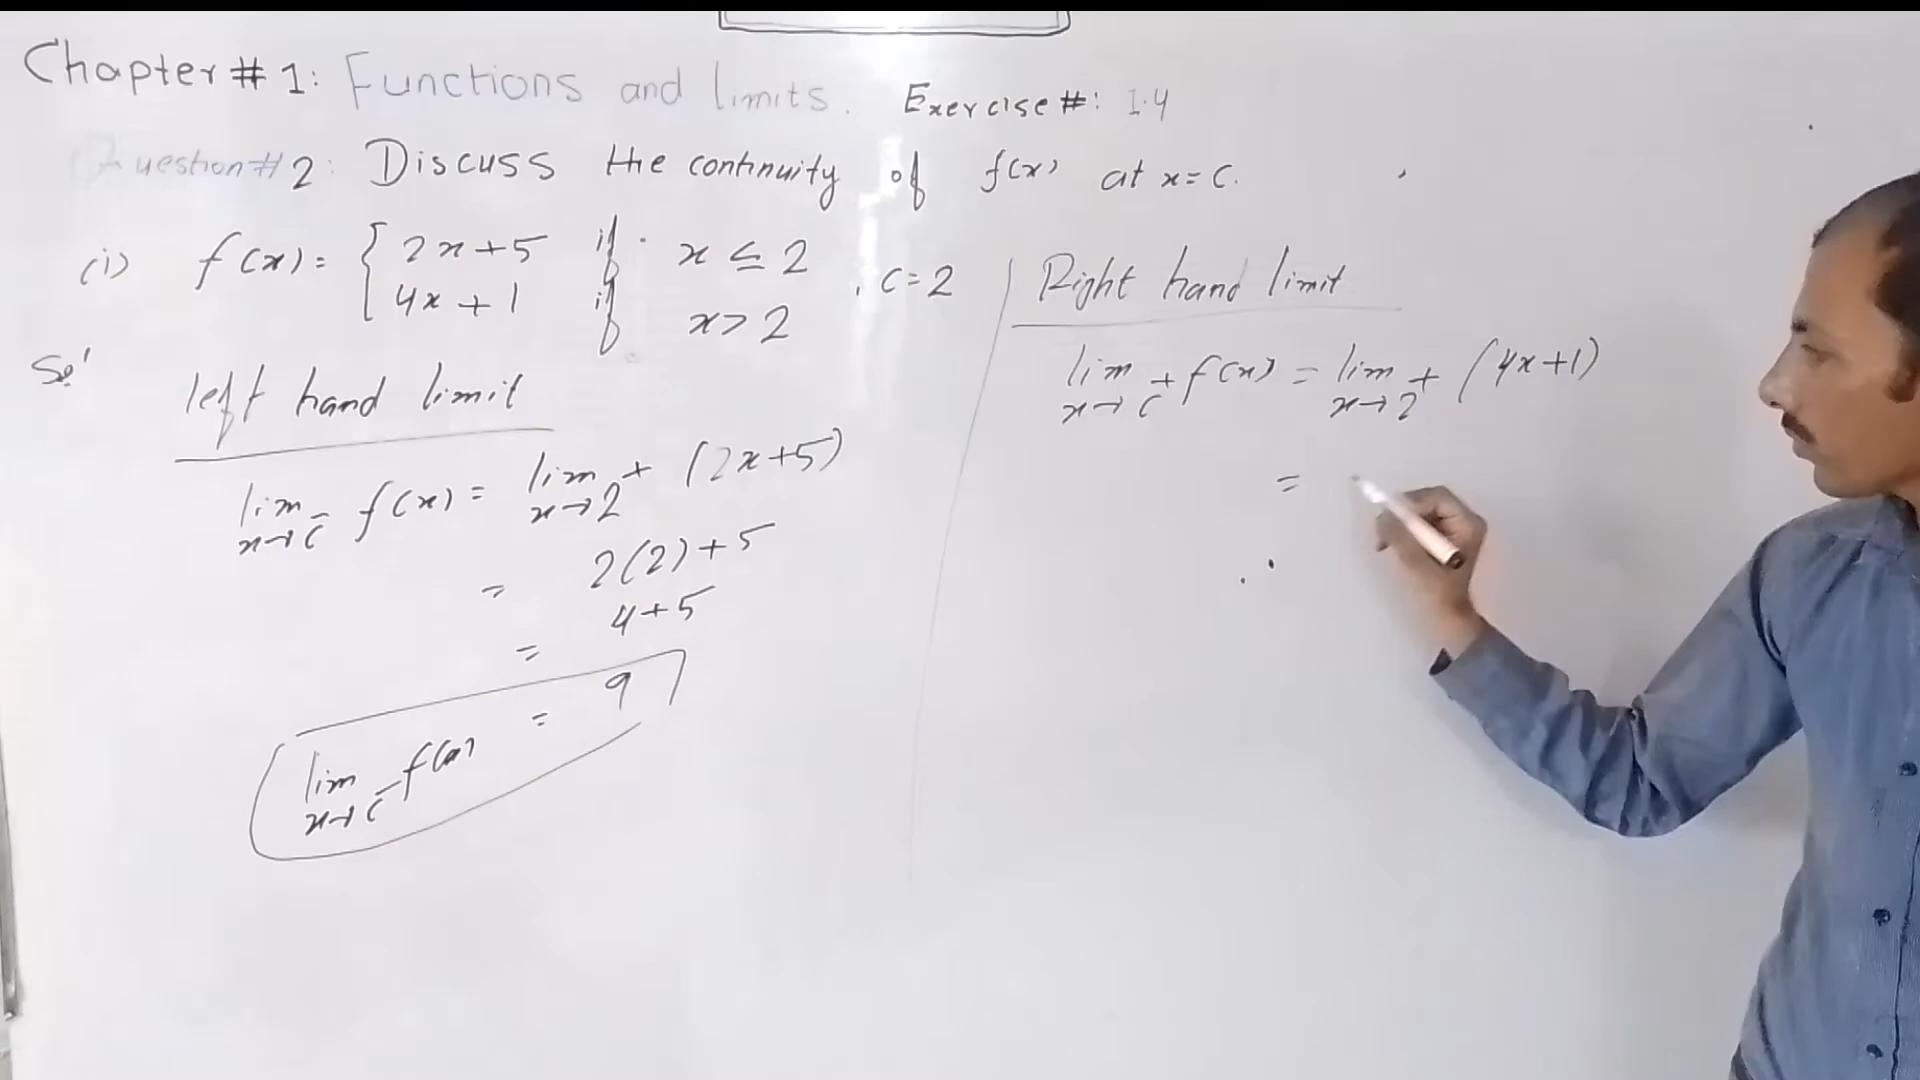 Chapter # 1: Functions and limits. Exercise #: 1.4
Question # 2: Discuss the continuity of f(x) at x = c.
(i) f(x) = { 2x+5 if x ≤ 2
4x+1 if x > 2 , c = 2
Sol
left hand limit
lim x→c⁻ f(x) = lim x→2⁺ (2x+5)
= 2(2)+5
= 4+5
= 9
lim x→c⁻ f(x)
Right hand limit
lim x→c⁺ f(x) = lim x→2⁺ (4x+1)
=